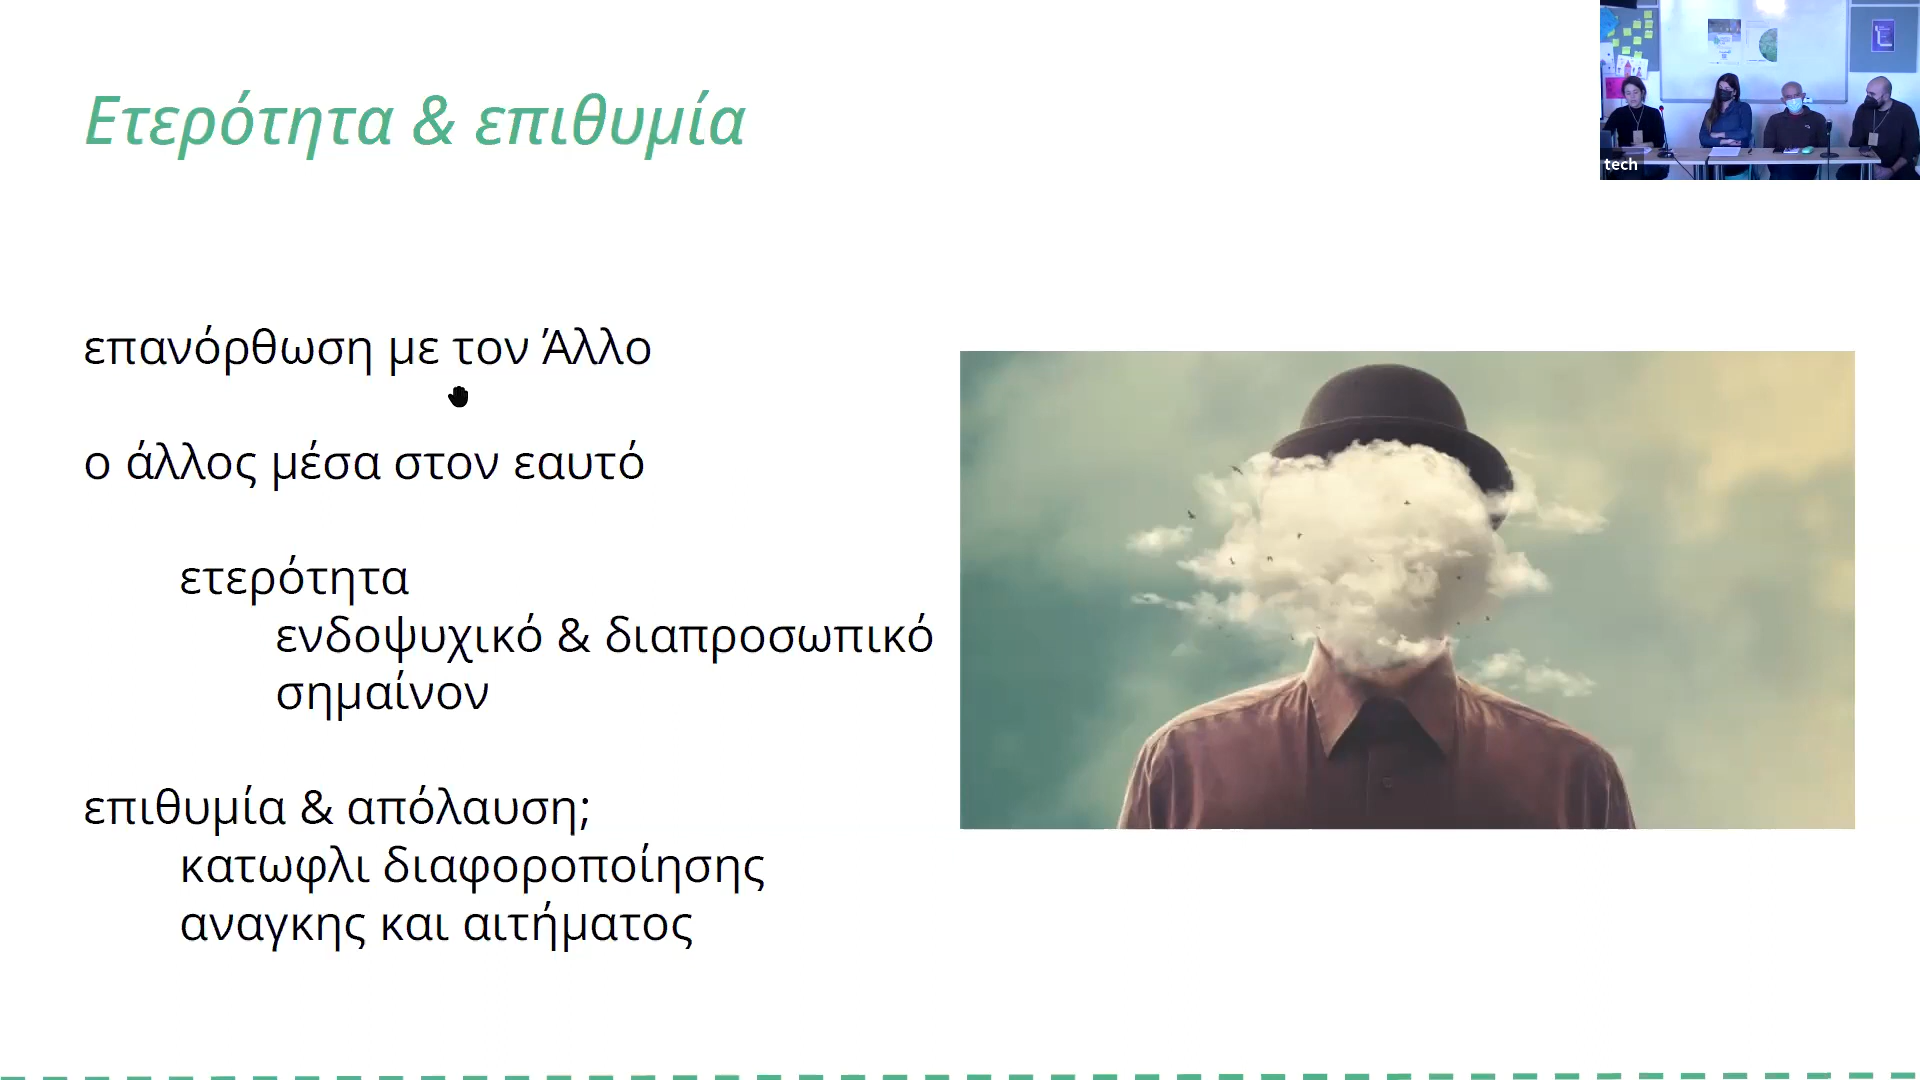 Ετερότητα & επιθυμία
επανόρθωση με τον Άλλο
ο άλλος μέσα στον εαυτό
ετερότητα
ενδοψυχικό & διαπροσωπικό
σημαίνον
επιθυμία & απόλαυση;
κατωφλι διαφοροποίησης
αναγκης και αιτήματος
tech